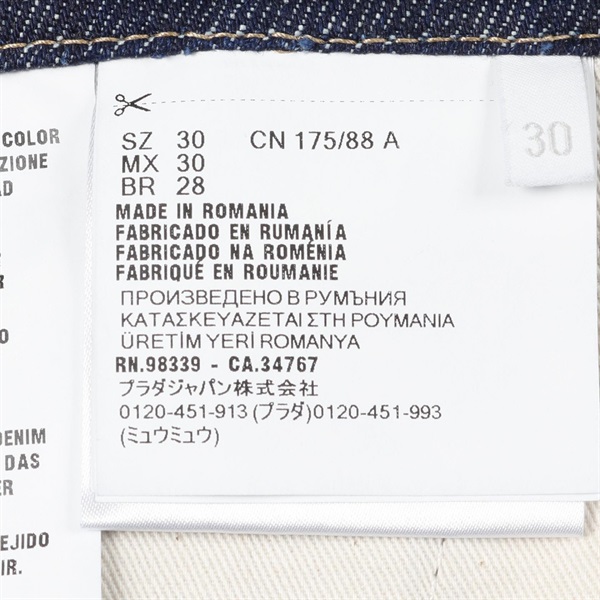 COLOR
ZIONE
AD
O
DENIM
DAS
ER
EJIDO
IR.
SZ 30 CN 175/88 A
MX 30
BR 28
MADE IN ROMANIA
FABRICADO EN RUMANÍA
FABRICADO NA ROMÉNIA
FABRIQUÉ EN ROUMANIE
ПРОИЗВЕДЕНО В РУМЪНИЯ
ΚΑΤΑΣΚΕΥΑΖΕΤΑΙ ΣΤΗ ΡΟΥΜΑΝΙΑ
ÜRETİM YERİ ROMANYA
RN.98339 - CA.34767
プラダジャパン株式会社
0120-451-913 (プラダ)0120-451-993
(ミュウミュウ)
30